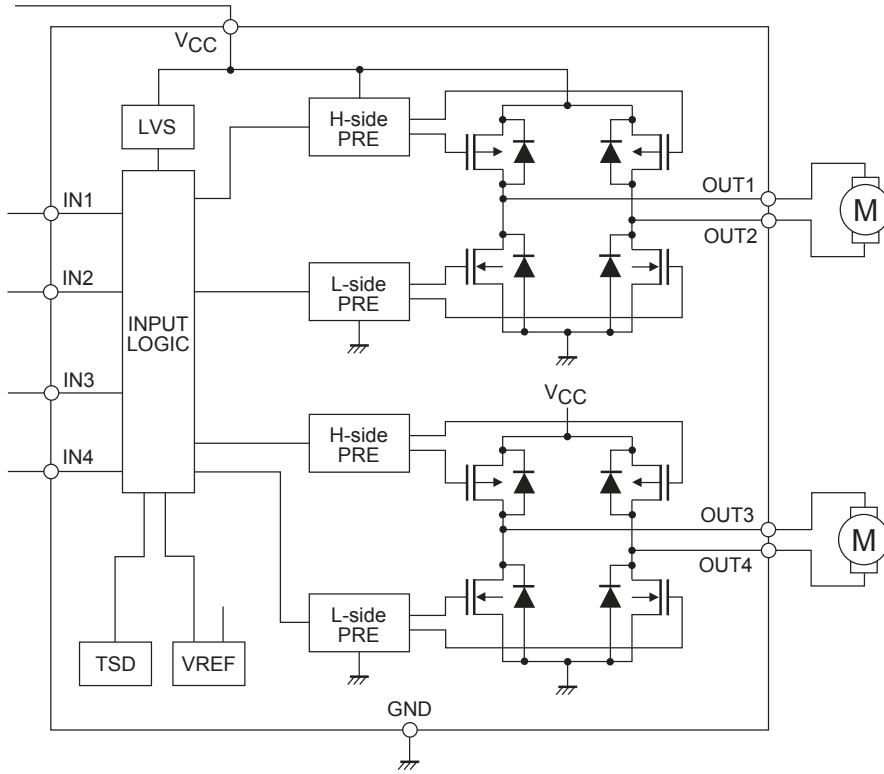 VCC
LVS
H-side
PRE
OUT1
M
IN1
OUT2
IN2
L-side
PRE
INPUT
LOGIC
IN3
VCC
H-side
PRE
IN4
OUT3
M
OUT4
L-side
PRE
TSD
VREF
GND